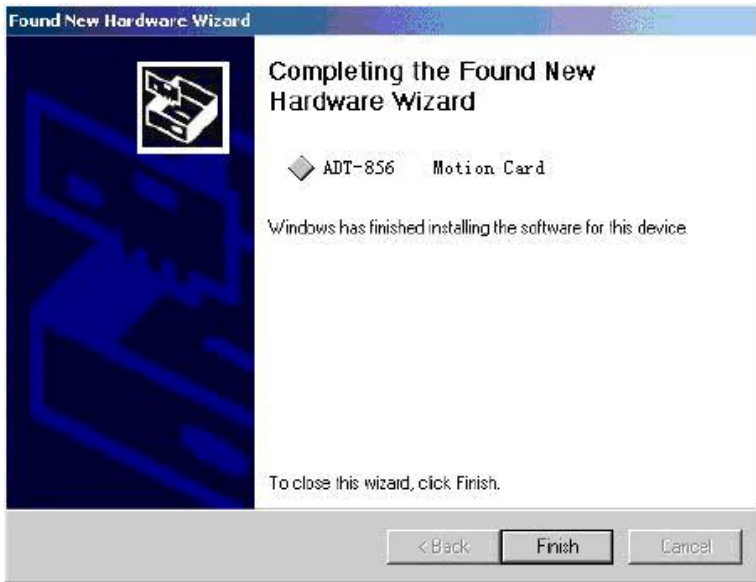 Found New Hardware Wizard
Completing the Found New
Hardware Wizard
ADT-856 Motion Card
Windows has finished installing the software for this device.
To close this wizard, click Finish.
< Back
Finish
Cancel